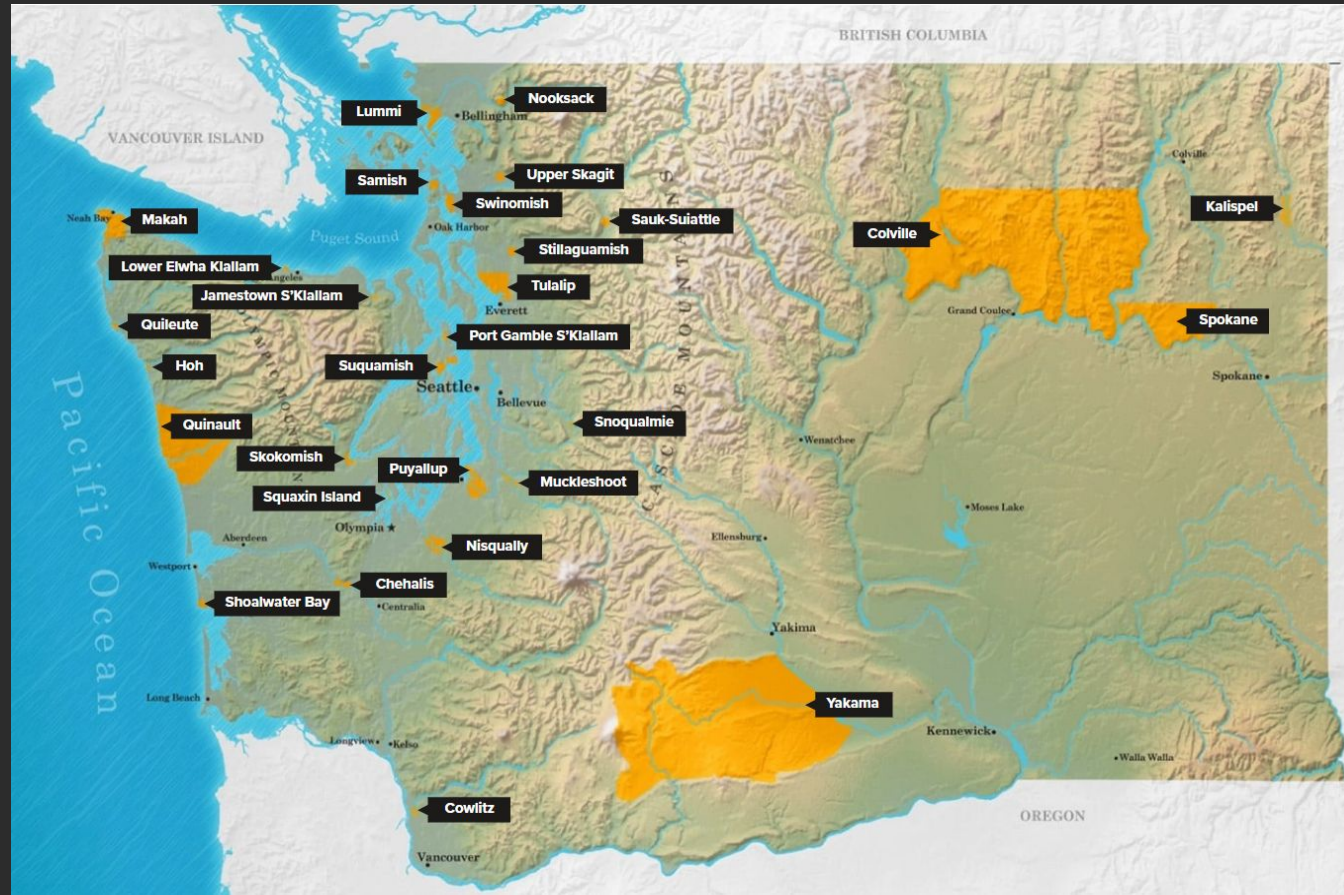 BRITISH COLUMBIA
Nooksack
Lummi
Bellingham
VANCOUVER ISLAND
Colville
Upper Skagit
Samish
Swinomish
Kalispel
Neah Bay
Makah
Sauk-Suiattle
Oak Harbor
Colville
Puget Sound
Stillaguamish
Lower Elwha Klallam
Tulalip
Jamestown S'Klallam
Everett
Grand Coulee
Spokane
Quileute
Port Gamble S'Klallam
Hoh
Suquamish
Seattle
Spokane
Bellevue
CASCADE MOUNTAINS
Pacific Ocean
Quinault
Snoqualmie
Wenatchee
Skokomish
Puyallup
Muckleshoot
Squaxin Island
Moses Lake
Olympia
Aberdeen
Ellensburg
Nisqually
Westport
Chehalis
Shoalwater Bay
Centralia
Yakima
Long Beach
Yakama
Kennewick
Longview
Kelso
Walla Walla
Cowlitz
OREGON
Vancouver